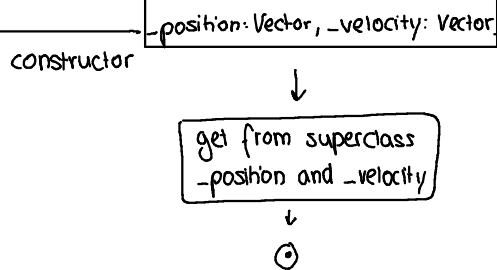 _position: Vector, _velocity: Vector
constructor
get from superclass
_position and _velocity